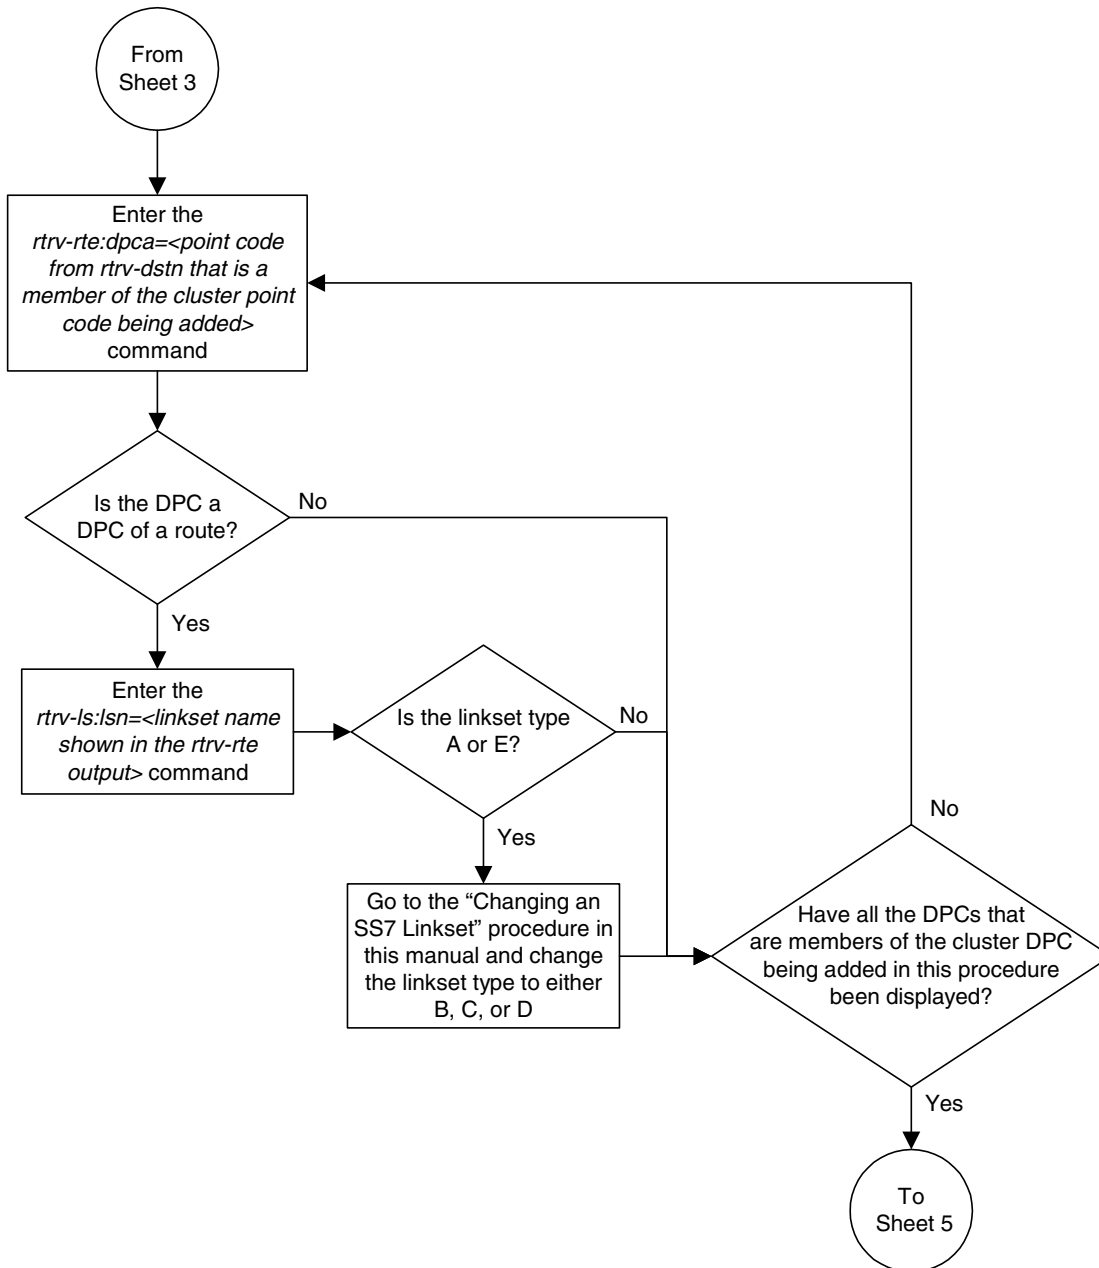 From
Sheet 3
Enter the
rtrv-rte:dpca=<point code
from rtrv-dstn that is a
member of the cluster point
code being added>
command
Is the DPC a
DPC of a route?
No
Yes
Enter the
rtrv-ls:lsn=<linkset name
shown in the rtrv-rte
output> command
Is the linkset type
A or E?
No
Yes
Go to the “Changing an
SS7 Linkset” procedure in
this manual and change
the linkset type to either
B, C, or D
No
Have all the DPCs that
are members of the cluster DPC
being added in this procedure
been displayed?
Yes
To
Sheet 5